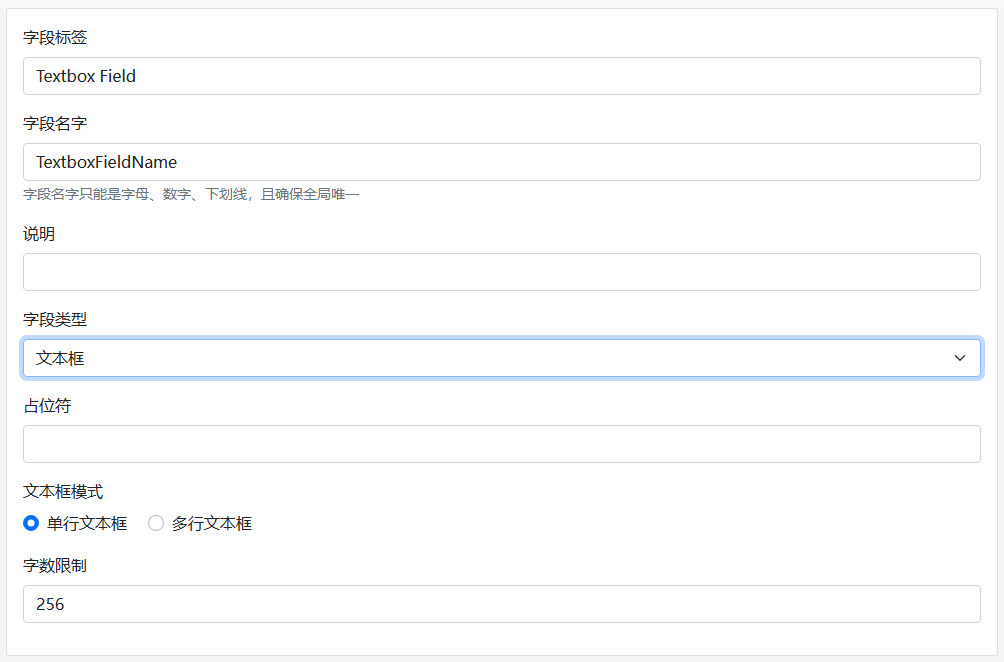 字段标签
Textbox Field
字段名字
TextboxFieldName
字段名字只能是字母、数字、下划线，且确保全局唯一
说明
字段类型
文本框
占位符
文本框模式
单行文本框 多行文本框
字数限制
256